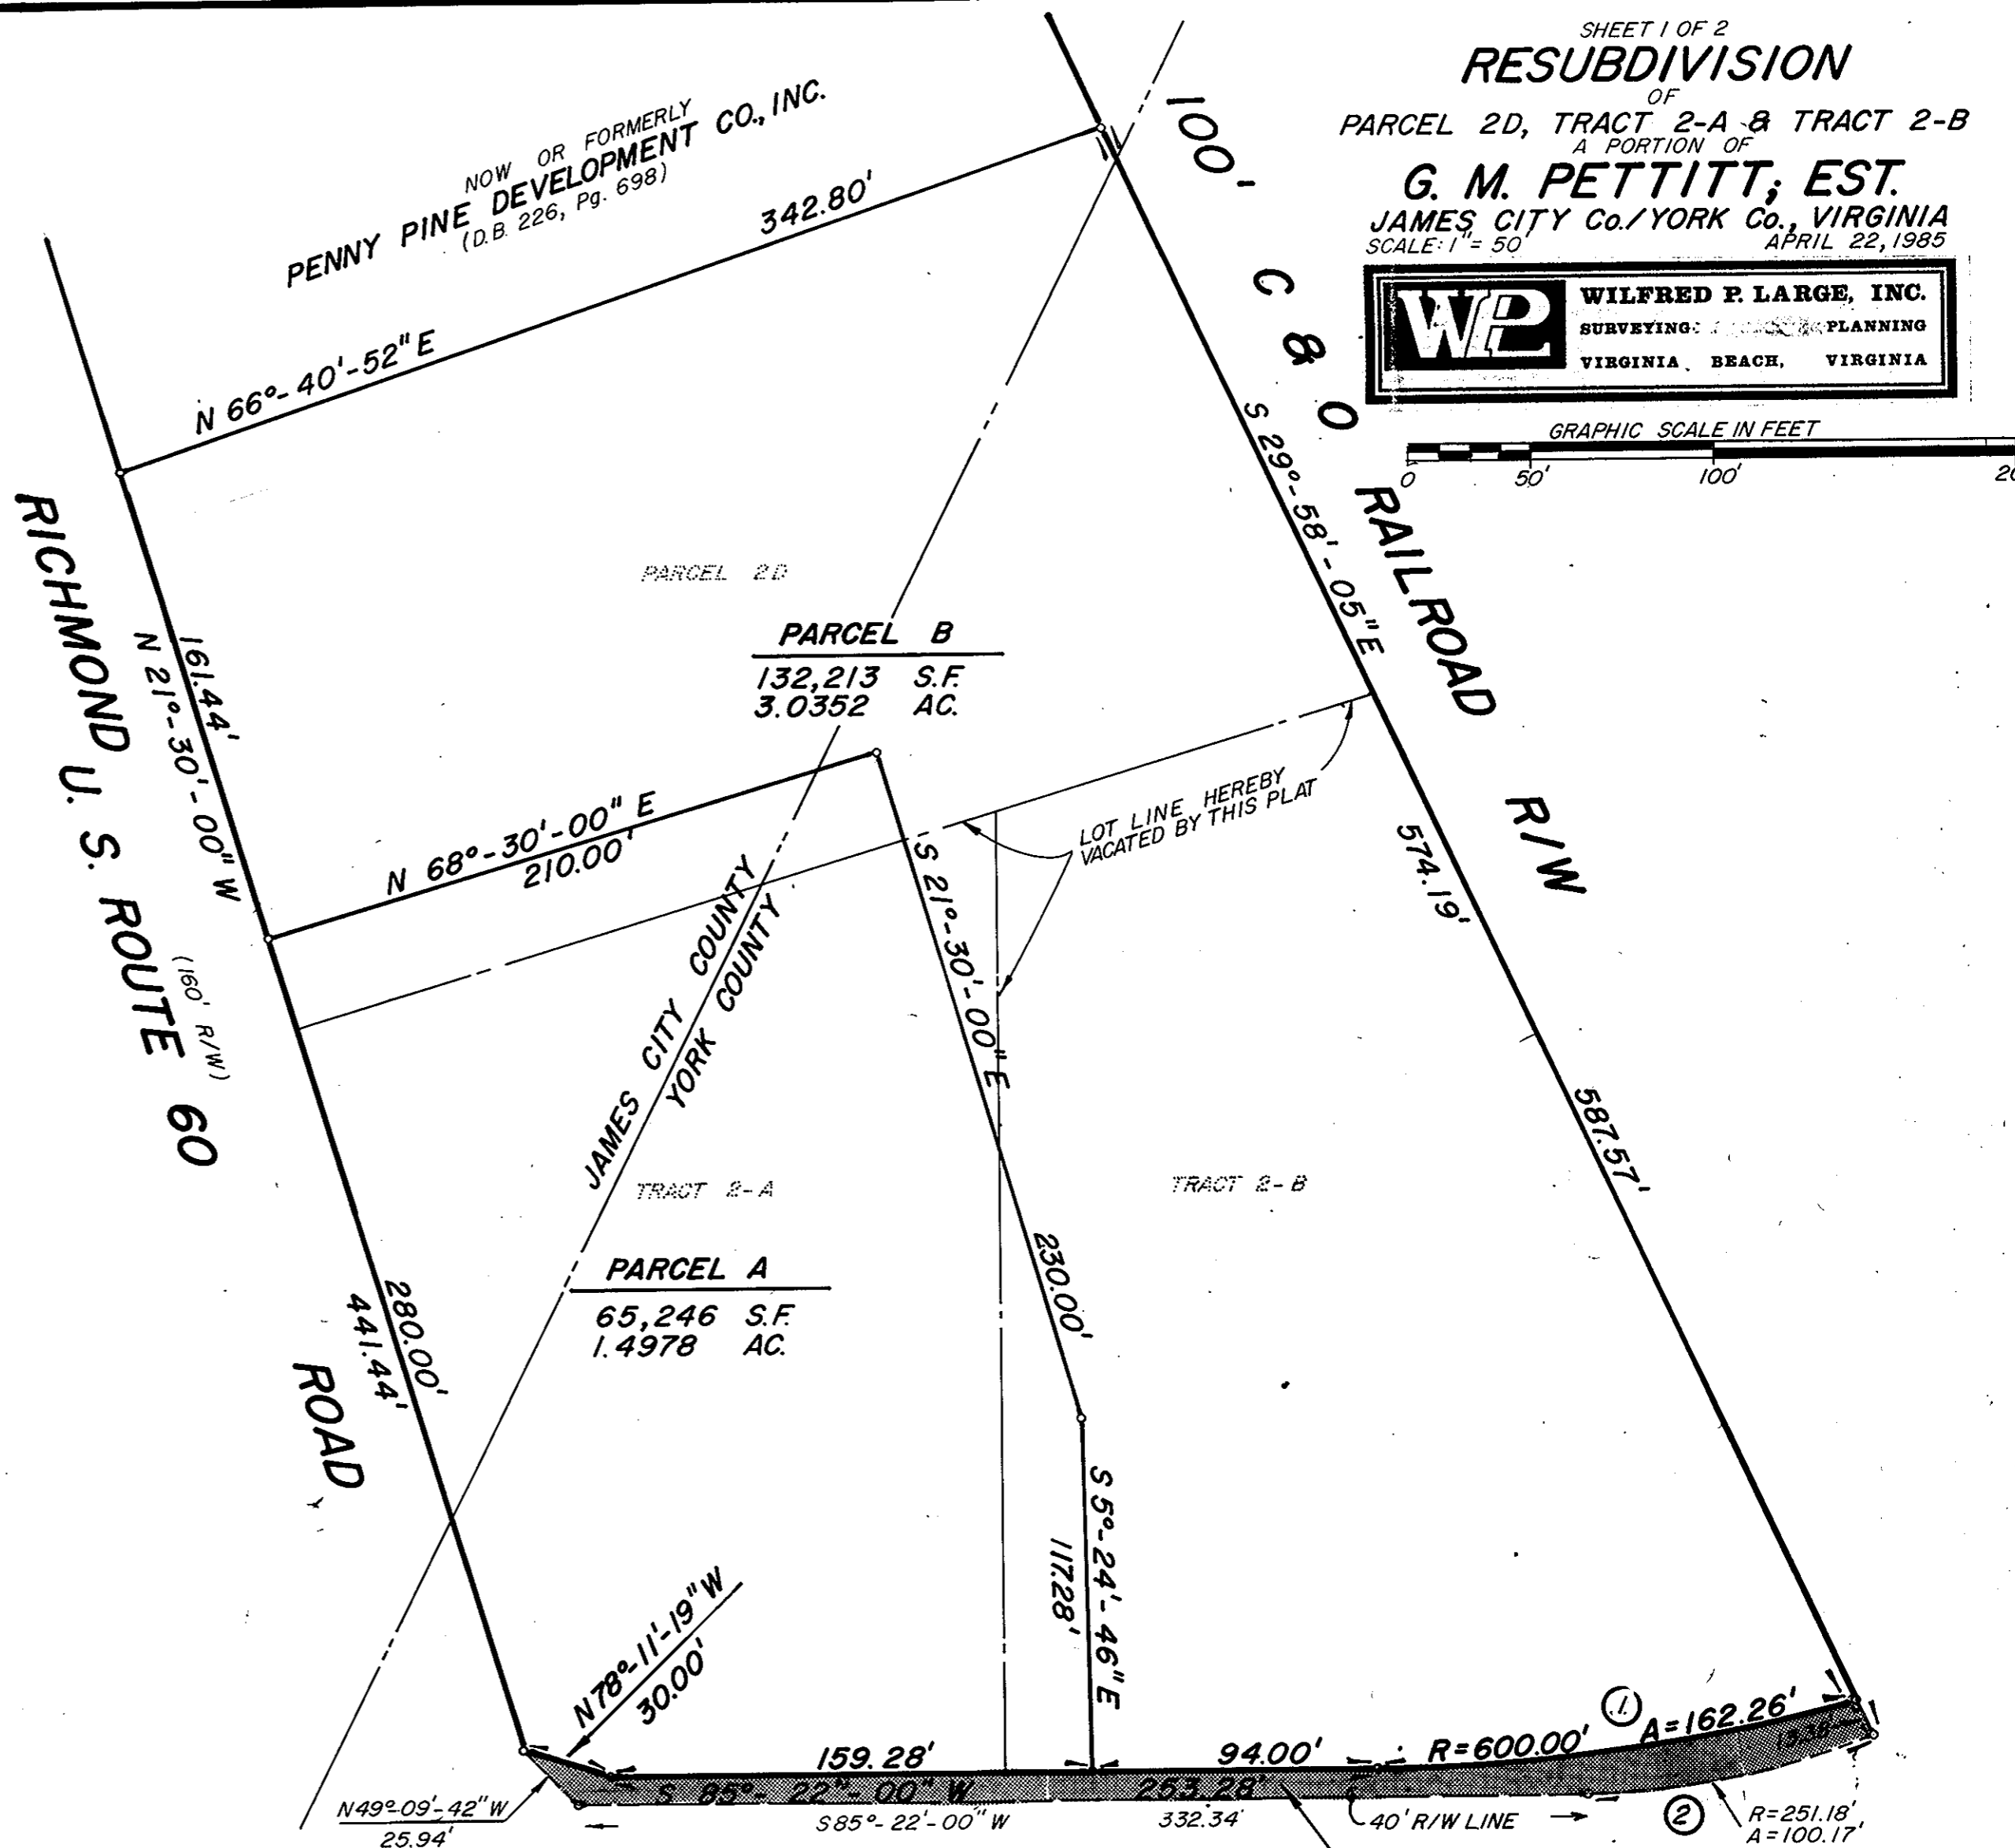 SHEET 1 OF 2
RESUBDIVISION
OF
PARCEL 2D, TRACT 2-A & TRACT 2-B
A PORTION OF
G. M. PETTITT, EST.
JAMES CITY Co./YORK Co., VIRGINIA
SCALE: 1"= 50'
APRIL 22, 1985
WPL
WILFRED P. LARGE, INC.
SURVEYING PLANNING
VIRGINIA BEACH, VIRGINIA
GRAPHIC SCALE IN FEET
0 50' 100' 20
NOW OR FORMERLY
PENNY PINE DEVELOPMENT CO., INC.
(D.B. 226, Pg. 698)
342.80'
N 66°-40'-52" E
100' C & O RAILROAD R/W
S 29°-58'-05" E
574.19'
587.57'
PARCEL 2D
PARCEL B
132,213 S.F.
3.0352 AC.
RICHMOND U. S. ROUTE 60 ROAD
(160' R/W)
161.44'
N 21°-30'-00" W
N 68°-30'-00" E
210.00'
LOT LINE HEREBY
VACATED BY THIS PLAT
S 21°-30'-00" E
230.00'
JAMES CITY COUNTY
YORK COUNTY
TRACT 2-A
TRACT 2-B
PARCEL A
65,246 S.F.
1.4978 AC.
280.00'
441.44'
S 5°-24'-46" E
117.28'
N 78°-11'-19" W
30.00'
159.28'
94.00'
R=600.00'
1
A=162.26'
S 85°-22'-00" W
253.28'
N49°-09'-42" W
25.94'
S85°-22'-00" W
332.34'
40' R/W LINE
2
R=251.18'
A=100.17'